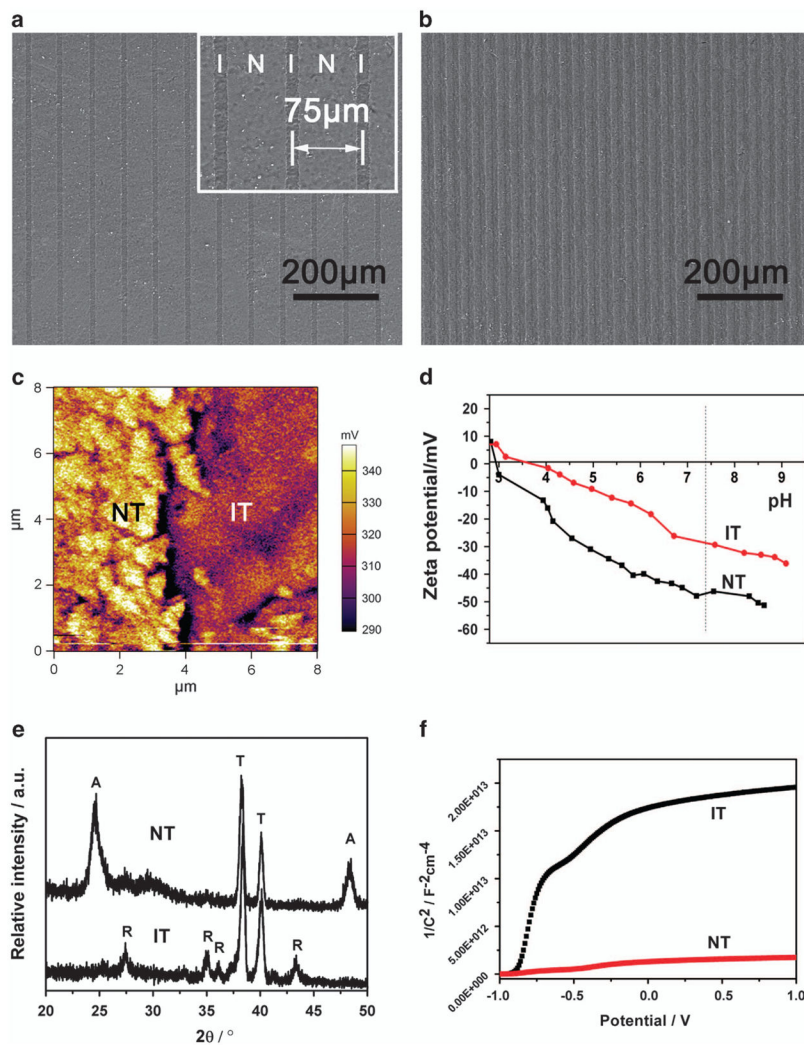 a
I N I N I
75µm
200µm
b
200µm
c
8
6
4
2
0
µm
0 2 4 6 8
µm
NT
IT
mV
340
330
320
310
300
290
d
20
10
0
-10
-20
-30
-40
-50
-60
Zeta potential/mV
3 4 5 6 7 8 9
pH
IT
NT
e
Relative intensity / a.u.
A
NT
T
T
A
R
IT
R
R
R
20 25 30 35 40 45 50
2θ / °
f
1/C² / F-²cm-⁴
2.00E+013
1.50E+013
1.00E+013
5.00E+012
0.00E+000
IT
NT
-1.0 -0.5 0.0 0.5 1.0
Potential / V